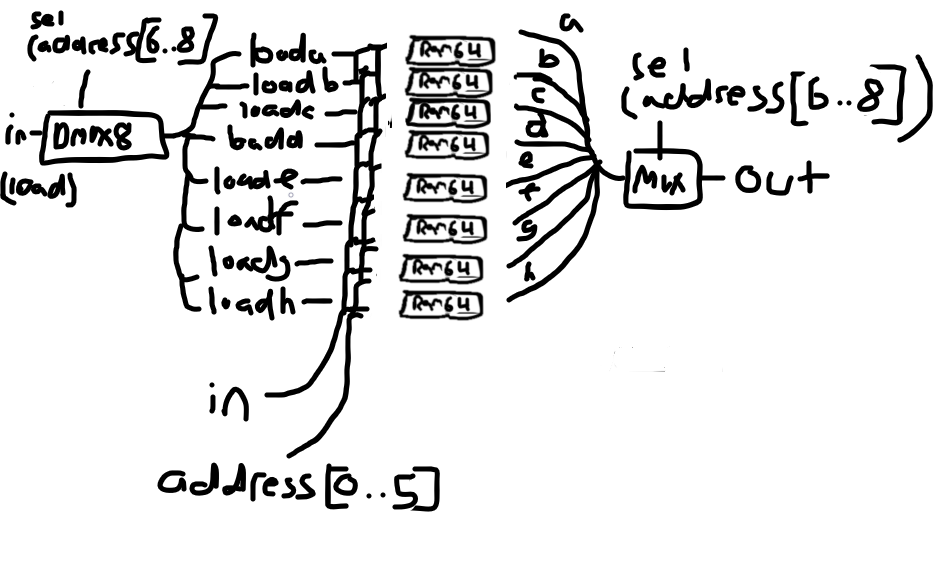 sel
(address[6..8]
in
Dmx8
(load)
loada
loadb
loadc
loadd
loade
loadf
loadg
loadh
Ram64
Ram64
Ram64
Ram64
Ram64
Ram64
Ram64
Ram64
a
b
c
d
e
f
g
h
sel
(address[6..8])
Mux
out
in
address[0..5]